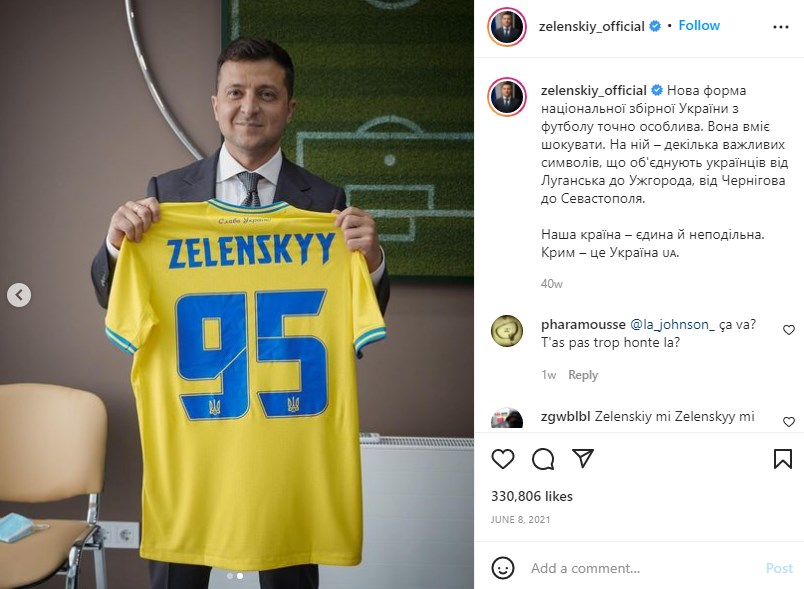 Слава Україні
ZELENSKYY
95
zelenskiy_official • Follow
zelenskiy_official Нова форма
національної збірної України з
футболу точно особлива. Вона вміє
шокувати. На ній – декілька важливих
символів, що об'єднують українців від
Луганська до Ужгорода, від Чернігова
до Севастополя.
Наша країна – єдина й неподільна.
Крим – це Україна UA.
40w
pharamousse @la_johnson_ ça va?
T'as pas trop honte la?
1w Reply
zgwblbl Zelenskiy mi Zelenskyy mi
330,806 likes
JUNE 8, 2021
Add a comment... Post